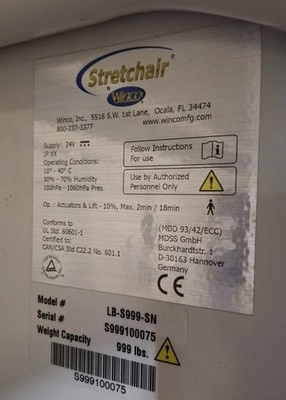 Stretchair
by
Winco
Winco, Inc., 5516 S.W. 1st Lane, Ocala, FL 34474
800-237-3377
www.wincomfg.com
Supply: 24V
IP XX
Operating Conditions:
10° - 40° C
30% - 70% Humidity
100hPa - 1060hPa Pres.
Follow Instructions
For use
Use by Authorized
Personnel Only
Op.: Actuators & Lift - 10%, Max. 2min / 18min
Conforms to
UL Std. 60601-1
Certified to:
CAN/CSA Std C22.2 No. 601.1
(MDD 93/42/ECC)
MDSS GmbH
Burckhardtstr. 1
D-30163 Hannover
Germany
CE
Model #
LB-S999-SN
Serial #
S999100075
Weight Capacity
999 lbs.
S999100075